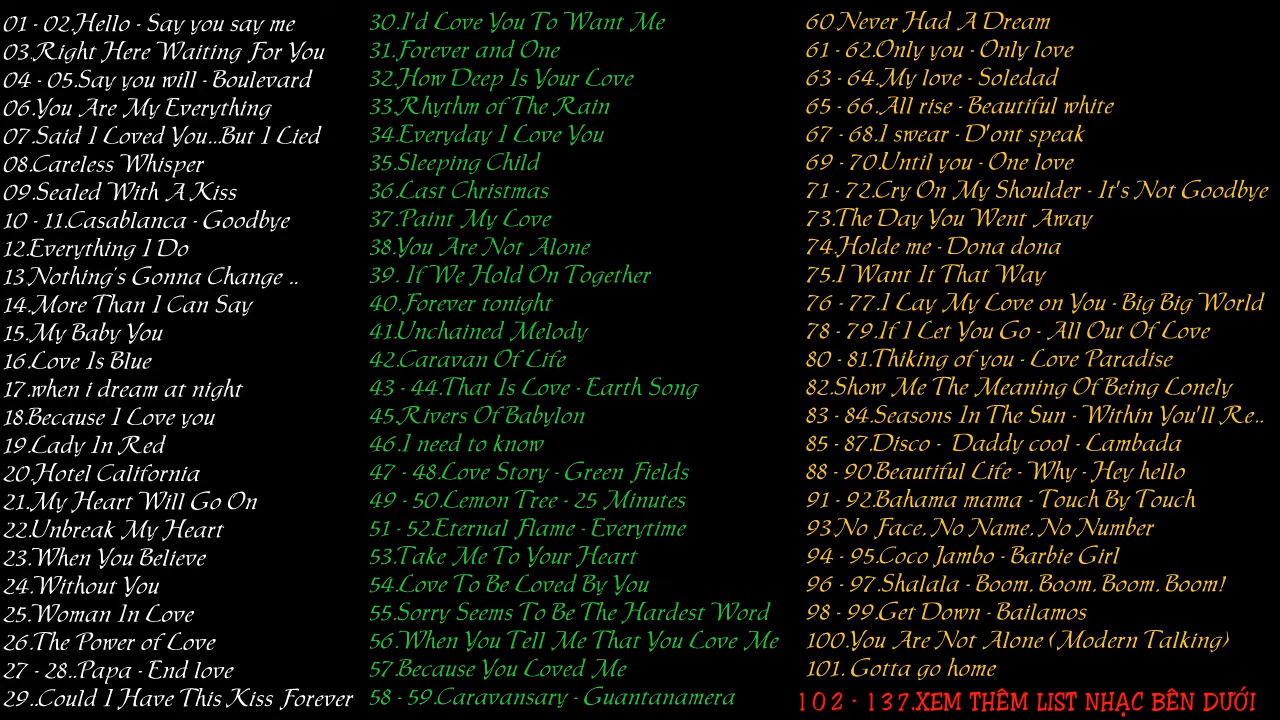 01 - 02.Hello - Say you say me
03.Right Here Waiting For You
04 - 05.Say you will - Boulevard
06.You Are My Everything
07.Said I Loved You...But I Lied
08.Careless Whisper
09.Sealed With A Kiss
10 - 11.Casablanca - Goodbye
12.Everything I Do
13.Nothing's Gonna Change ..
14.More Than I Can Say
15.My Baby You
16.Love Is Blue
17.when i dream at night
18.Because I Love you
19.Lady In Red
20.Hotel California
21.My Heart Will Go On
22.Unbreak My Heart
23.When You Believe
24.Without You
25.Woman In Love
26.The Power of Love
27 - 28..Papa - End love
29..Could I Have This Kiss Forever
30.I'd Love You To Want Me
31.Forever and One
32.How Deep Is Your Love
33.Rhythm of The Rain
34.Everyday I Love You
35.Sleeping Child
36.Last Christmas
37.Paint My Love
38.You Are Not Alone
39. If We Hold On Together
40.Forever tonight
41.Unchained Melody
42.Caravan Of Life
43 - 44.That Is Love - Earth Song
45.Rivers Of Babylon
46.I need to know
47 - 48.Love Story - Green Fields
49 - 50.Lemon Tree - 25 Minutes
51 - 52.Eternal Flame - Everytime
53.Take Me To Your Heart
54.Love To Be Loved By You
55.Sorry Seems To Be The Hardest Word
56.When You Tell Me That You Love Me
57.Because You Loved Me
58 - 59.Caravansary - Guantanamera
60.Never Had A Dream
61 - 62.Only you - Only love
63 - 64.My love - Soledad
65 - 66.All rise - Beautiful white
67 - 68.I swear - D'ont speak
69 - 70.Until you - One love
71 - 72.Cry On My Shoulder - It's Not Goodbye
73.The Day You Went Away
74.Holde me - Dona dona
75.I Want It That Way
76 - 77.I Lay My Love on You - Big Big World
78 - 79.If I Let You Go - All Out Of Love
80 - 81.Thiking of you - Love Paradise
82.Show Me The Meaning Of Being Lonely
83 - 84.Seasons In The Sun - Within You'll Re..
85 - 87.Disco - Daddy cool - Lambada
88 - 90.Beautiful Life - Why - Hey hello
91 - 92.Bahama mama - Touch By Touch
93.No Face, No Name, No Number
94 - 95.Coco Jambo - Barbie Girl
96 - 97.Shalala - Boom, Boom, Boom, Boom!
98 - 99.Get Down - Bailamos
100.You Are Not Alone (Modern Talking)
101. Gotta go home
102 - 137.XEM THÊM LIST NHẠC BÊN DƯỚI